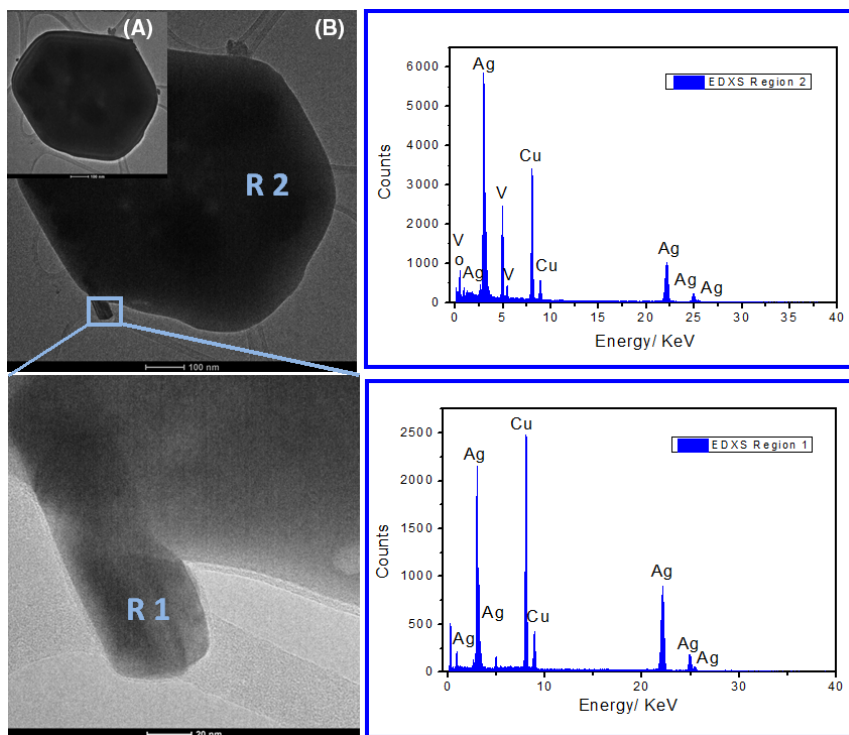 (A)
(B)
R 2
100 nm
100 nm
R 1
20 nm
EDXS Region 2
Counts
6000
5000
4000
3000
2000
1000
0
Ag
V
Cu
V
o
Ag
V
Cu
Ag
Ag
Ag
0 5 10 15 20 25 30 35 40
Energy/ KeV
EDXS Region 1
Counts
2500
2000
1500
1000
500
0
Cu
Ag
Ag
Ag
Cu
Ag
Ag
Ag
0 10 20 30 40
Energy/ KeV